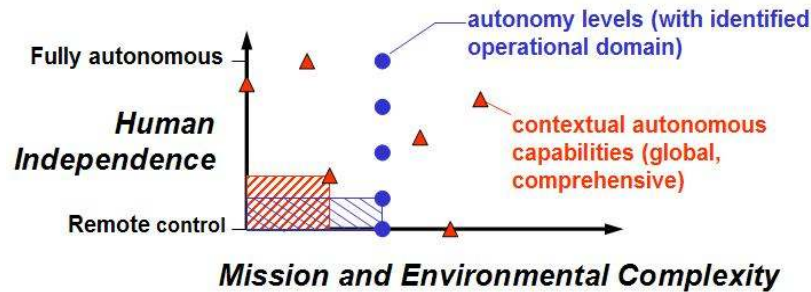 autonomy levels (with identified
operational domain)
Fully autonomous
Human
Independence
contextual autonomous
capabilities (global,
comprehensive)
Remote control
Mission and Environmental Complexity